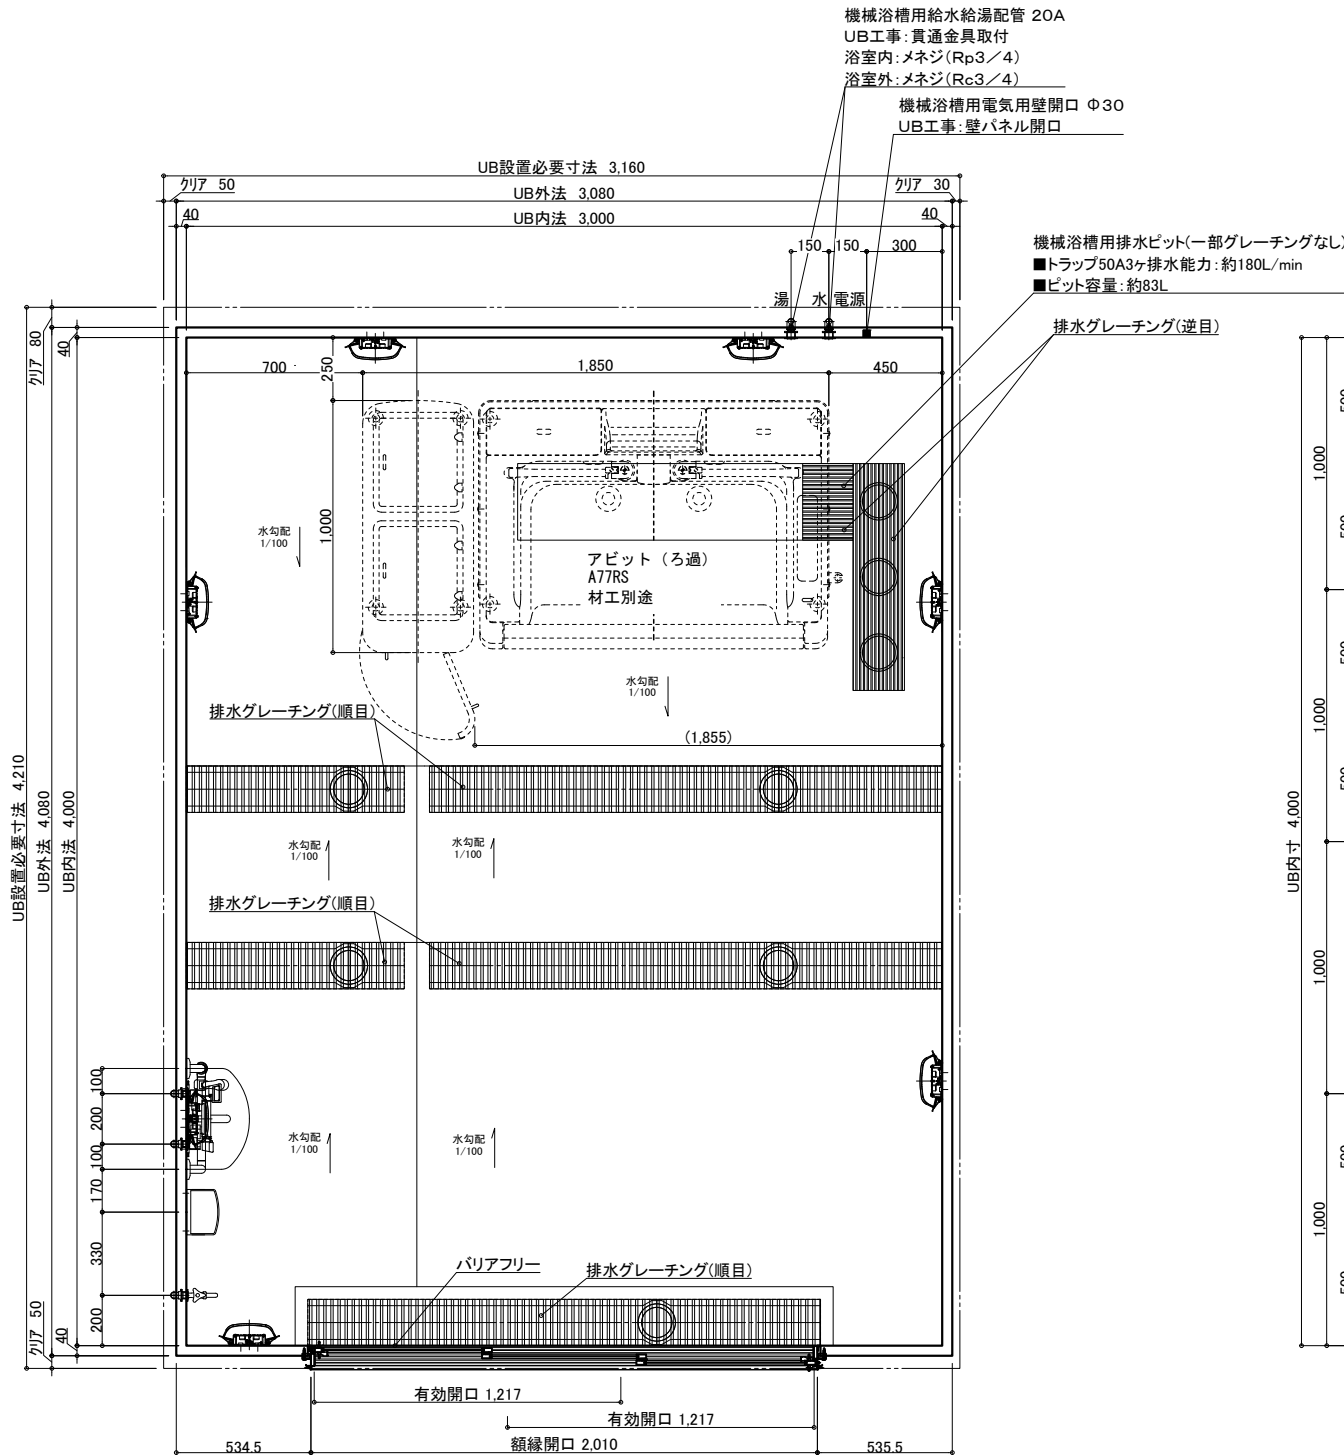 機械浴槽用給水給湯配管 20A
UB工事:貫通金具取付
浴室内:メネジ(Rp3／4)
浴室外:メネジ(Rc3／4)
機械浴槽用電気用壁開口 Φ30
UB工事:壁パネル開口
UB設置必要寸法 3,160
クリア 50
UB外法 3,080
クリア 30
40
UB内法 3,000
40
150
150
300
機械浴槽用排水ピット(一部グレーチングなし)
■トラップ50A3ヶ排水能力:約180L/min
■ピット容量:約83L
湯
水
電源
排水グレーチング(逆目)
クリア 80
40
700
250
1,850
450
1,000
水勾配
1/100
アビット（ろ過）
A77RS
材工別途
水勾配
1/100
排水グレーチング(順目)
(1,855)
UB設置必要寸法 4,210
UB外法 4,080
UB内法 4,000
水勾配
1/100
水勾配
1/100
排水グレーチング(順目)
100
200
100
170
330
200
水勾配
1/100
水勾配
1/100
バリアフリー
排水グレーチング(順目)
クリア 50
40
有効開口 1,217
有効開口 1,217
534.5
額縁開口 2,010
535.5
UB内寸 4,000
1,000
1,000
1,000
1,000